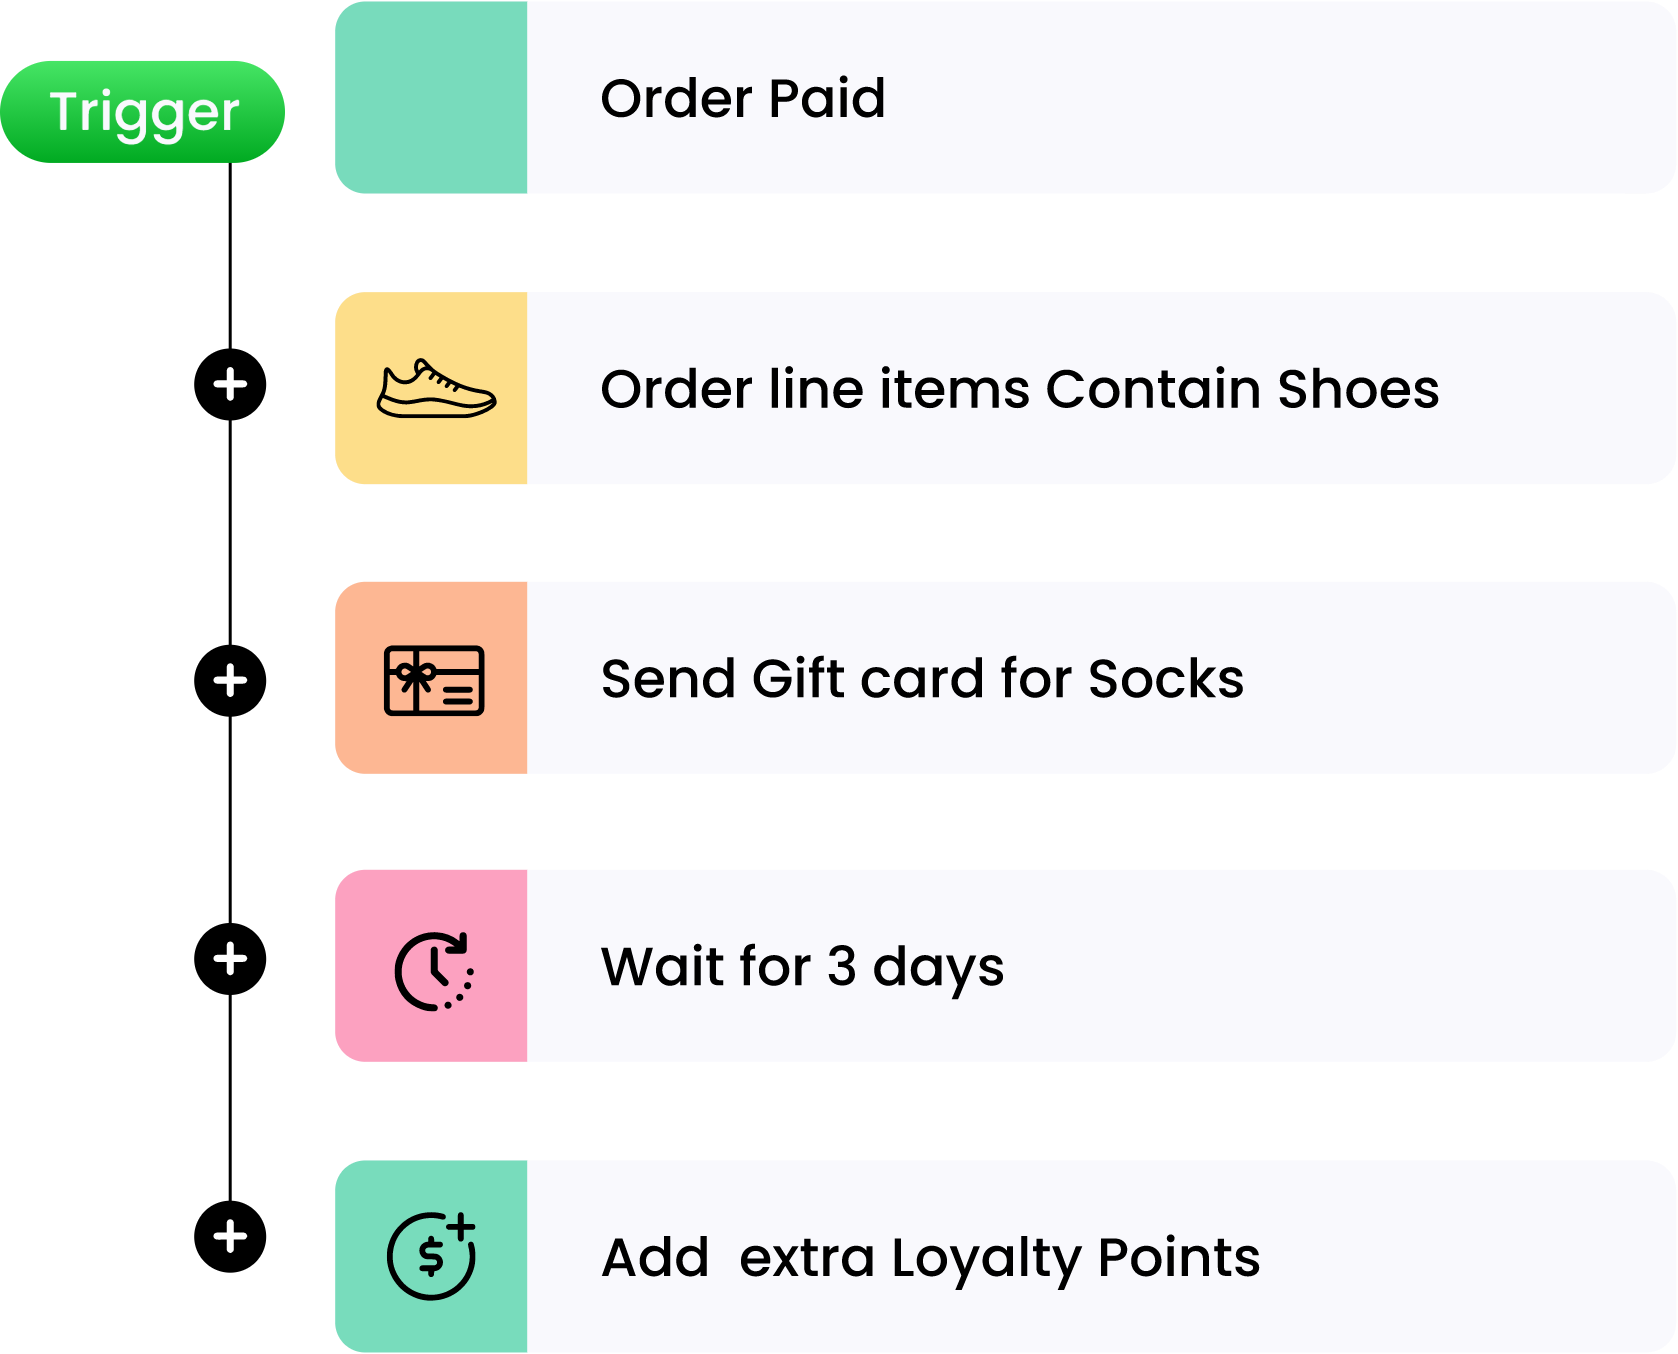 Trigger
Order Paid
Order line items Contain Shoes
Send Gift card for Socks
Wait for 3 days
Add  extra Loyalty Points